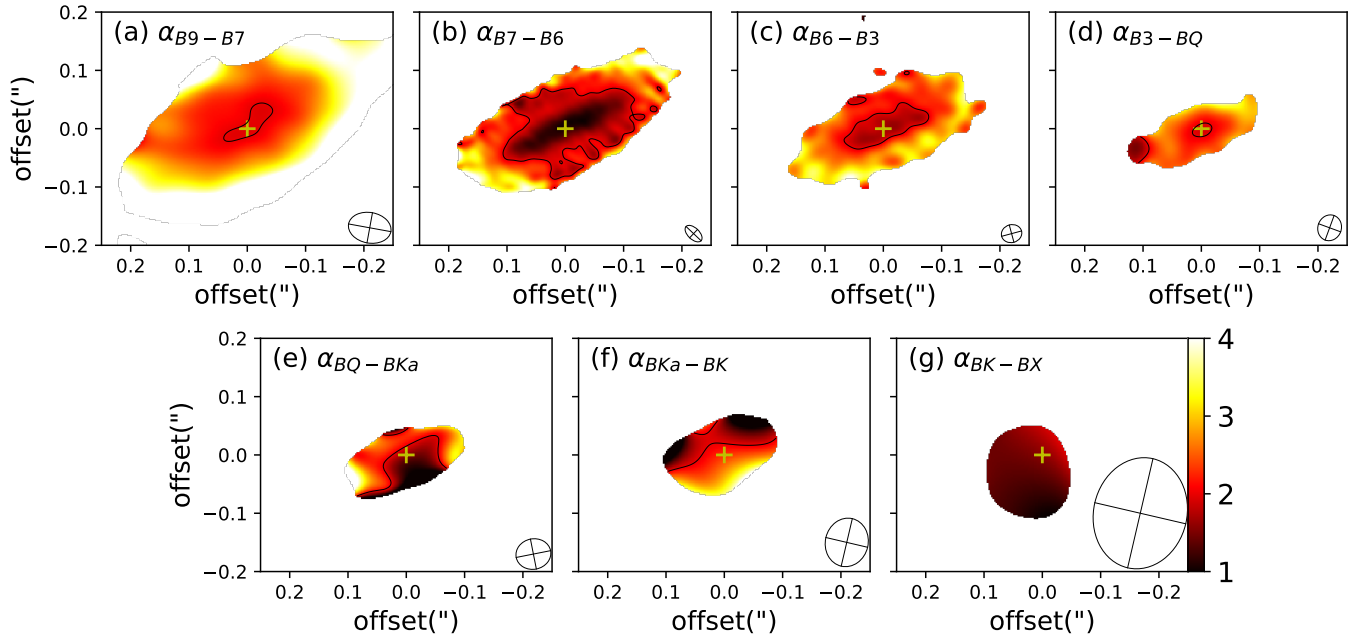 (a) α_{B9−B7}
(b) α_{B7−B6}
(c) α_{B6−B3}
(d) α_{B3−BQ}
0.2
0.1
0.0
−0.1
−0.2
offset(")
0.2 0.1 0.0 −0.1 −0.2
0.2 0.1 0.0 −0.1 −0.2
0.2 0.1 0.0 −0.1 −0.2
0.2 0.1 0.0 −0.1 −0.2
offset(") offset(") offset(") offset(")
(e) α_{BQ−BKa}
(f) α_{BKa−BK}
(g) α_{BK−BX}
0.2
0.1
0.0
−0.1
−0.2
offset(")
4
3
2
1
0.2 0.1 0.0 −0.1 −0.2
0.2 0.1 0.0 −0.1 −0.2
0.2 0.1 0.0 −0.1 −0.2
offset(") offset(") offset(")